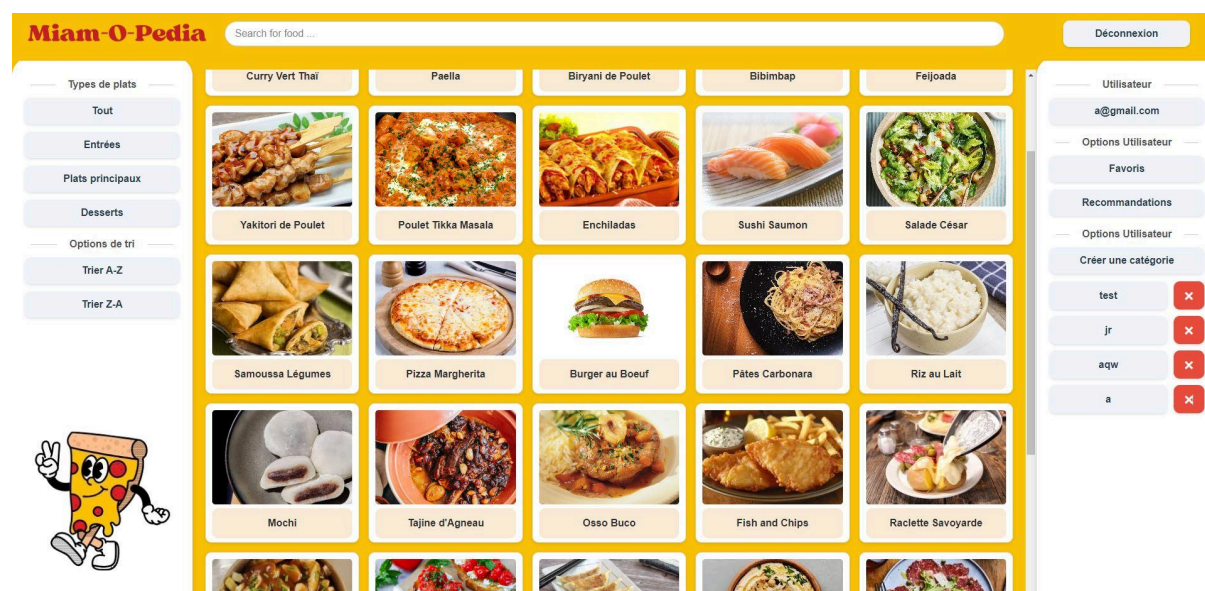 Miam-O-Pedia
Search for food ...
Déconnexion
Types de plats
Tout
Entrées
Plats principaux
Desserts
Options de tri
Trier A-Z
Trier Z-A
Curry Vert Thaï
Paella
Biryani de Poulet
Bibimbap
Feijoada
Yakitori de Poulet
Poulet Tikka Masala
Enchiladas
Sushi Saumon
Salade César
Samoussa Légumes
Pizza Margherita
Burger au Boeuf
Pâtes Carbonara
Riz au Lait
Mochi
Tajine d'Agneau
Osso Buco
Fish and Chips
Raclette Savoyarde
Utilisateur
a@gmail.com
Options Utilisateur
Favoris
Recommandations
Options Utilisateur
Créer une catégorie
test
jr
aqw
a